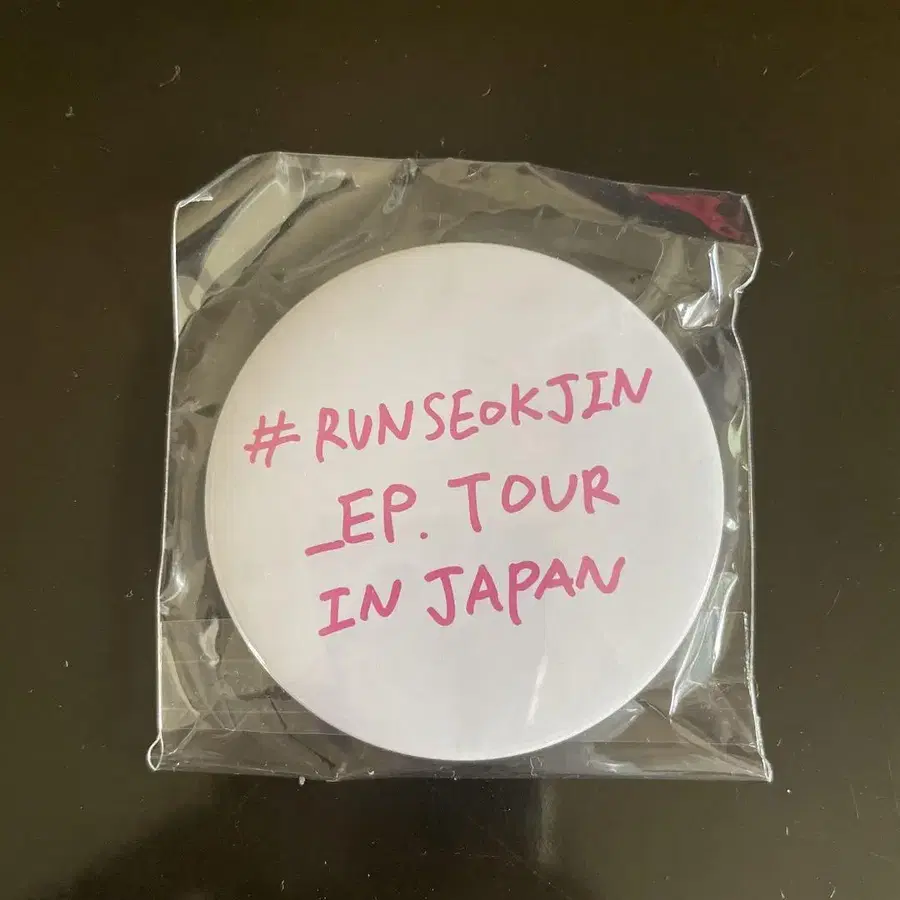 # RUNSEOKJIN
_EP. TOUR
IN JAPAN